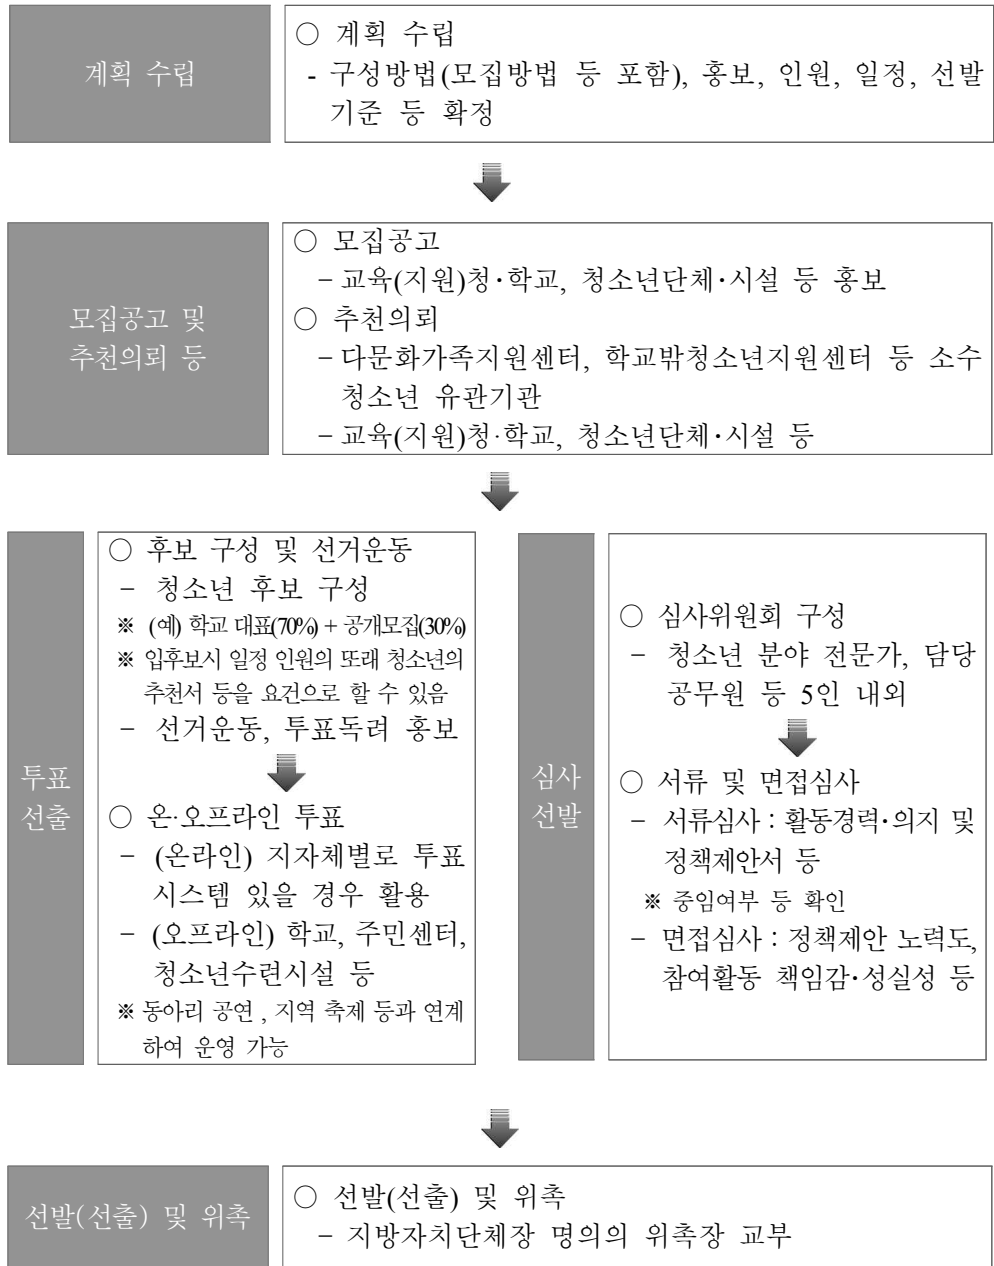 계획 수립
○ 계획 수립
- 구성방법(모집방법 등 포함), 홍보, 인원, 일정, 선발
기준 등 확정
모집공고 및
추천의뢰 등
○ 모집공고
– 교육(지원)청･학교, 청소년단체･시설 등 홍보
○ 추천의뢰
– 다문화가족지원센터, 학교밖청소년지원센터 등 소수
청소년 유관기관
– 교육(지원)청·학교, 청소년단체･시설 등
투표
선출
○ 후보 구성 및 선거운동
– 청소년 후보 구성
※ (예) 학교 대표(70%) + 공개모집(30%)
※ 입후보시 일정 인원의 또래 청소년의
추천서 등을 요건으로 할 수 있음
– 선거운동, 투표독려 홍보
○ 온·오프라인 투표
– (온라인) 지자체별로 투표
시스템 있을 경우 활용
– (오프라인) 학교, 주민센터,
청소년수련시설 등
※ 동아리 공연 , 지역 축제 등과 연계
하여 운영 가능
심사
선발
○ 심사위원회 구성
– 청소년 분야 전문가, 담당
공무원 등 5인 내외
○ 서류 및 면접심사
– 서류심사 : 활동경력･의지 및
정책제안서 등
※ 중임여부 등 확인
– 면접심사 : 정책제안 노력도,
참여활동 책임감･성실성 등
선발(선출) 및 위촉
○ 선발(선출) 및 위촉
– 지방자치단체장 명의의 위촉장 교부